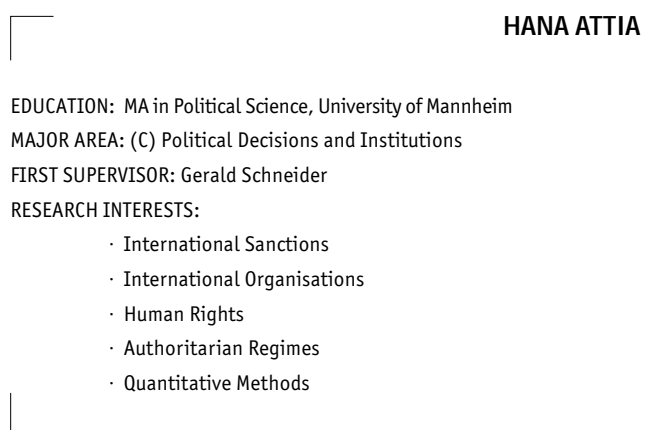 HANA ATTIA
EDUCATION: MA in Political Science, University of Mannheim
MAJOR AREA: (C) Political Decisions and Institutions
FIRST SUPERVISOR: Gerald Schneider
RESEARCH INTERESTS:
· International Sanctions
· International Organisations
· Human Rights
· Authoritarian Regimes
· Quantitative Methods